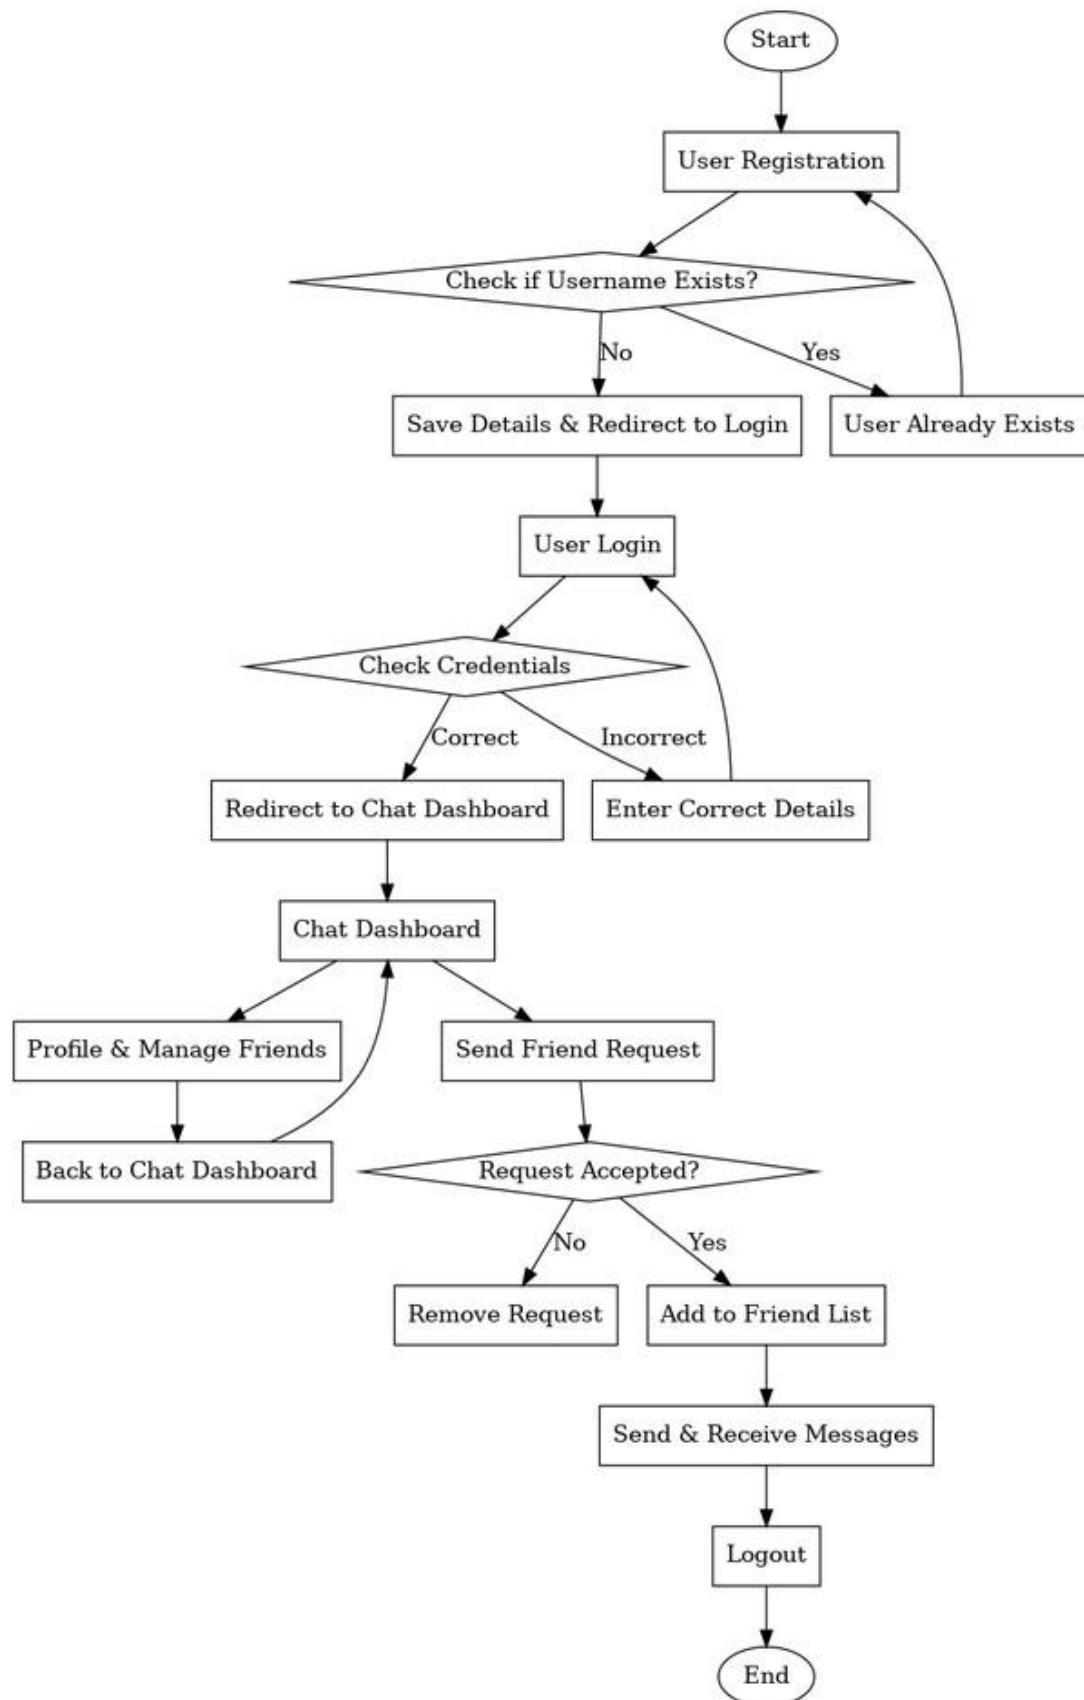 Start
User Registration
Check if Username Exists?
No
Yes
Save Details & Redirect to Login
User Already Exists
User Login
Check Credentials
Correct
Incorrect
Redirect to Chat Dashboard
Enter Correct Details
Chat Dashboard
Profile & Manage Friends
Send Friend Request
Back to Chat Dashboard
Request Accepted?
No
Yes
Remove Request
Add to Friend List
Send & Receive Messages
Logout
End